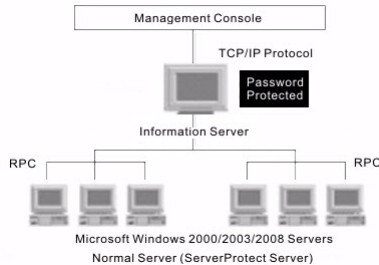 Management Console
TCP/IP Protocol
Password
Protected
Information Server
RPC
RPC
Microsoft Windows 2000/2003/2008 Servers
Normal Server (ServerProtect Server)